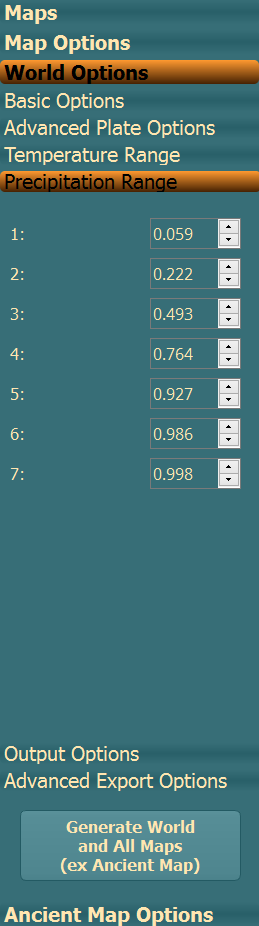 Maps
Map Options
World Options
Basic Options
Advanced Plate Options
Temperature Range
Precipitation Range
1: 0.059
2: 0.222
3: 0.493
4: 0.764
5: 0.927
6: 0.986
7: 0.998
Output Options
Advanced Export Options
Generate World
and All Maps
(ex Ancient Map)
Ancient Map Options